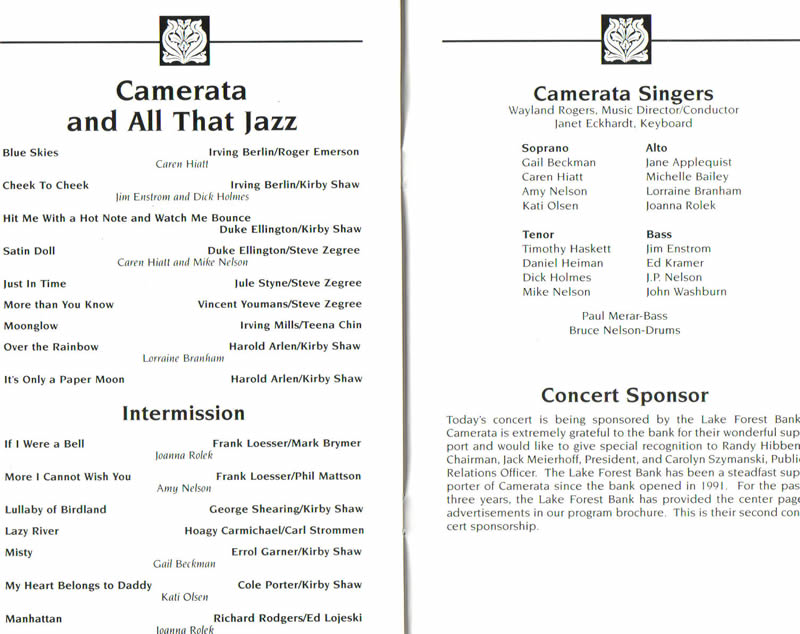 Camerata
and All That Jazz
Blue Skies Irving Berlin/Roger Emerson
Caren Hiatt
Cheek To Cheek Irving Berlin/Kirby Shaw
Jim Enstrom and Dick Holmes
Hit Me With a Hot Note and Watch Me Bounce
Duke Ellington/Kirby Shaw
Satin Doll Duke Ellington/Steve Zegree
Caren Hiatt and Mike Nelson
Just In Time Jule Styne/Steve Zegree
More than You Know Vincent Youmans/Steve Zegree
Moonglow Irving Mills/Teena Chin
Over the Rainbow Harold Arlen/Kirby Shaw
Lorraine Branham
It's Only a Paper Moon Harold Arlen/Kirby Shaw
Intermission
If I Were a Bell Frank Loesser/Mark Brymer
Joanna Rolek
More I Cannot Wish You Frank Loesser/Phil Mattson
Amy Nelson
Lullaby of Birdland George Shearing/Kirby Shaw
Lazy River Hoagy Carmichael/Carl Strommen
Misty Errol Garner/Kirby Shaw
Gail Beckman
My Heart Belongs to Daddy Cole Porter/Kirby Shaw
Kati Olsen
Manhattan Richard Rodgers/Ed Lojeski
Joanna Rolek
Camerata Singers
Wayland Rogers, Music Director/Conductor
Janet Eckhardt, Keyboard
Soprano Alto
Gail Beckman Jane Applequist
Caren Hiatt Michelle Bailey
Amy Nelson Lorraine Branham
Kati Olsen Joanna Rolek
Tenor Bass
Timothy Haskett Jim Enstrom
Daniel Heiman Ed Kramer
Dick Holmes J.P. Nelson
Mike Nelson John Washburn
Paul Merar-Bass
Bruce Nelson-Drums
Concert Sponsor
Today's concert is being sponsored by the Lake Forest Bank
Camerata is extremely grateful to the bank for their wonderful sup
port and would like to give special recognition to Randy Hibben
Chairman, Jack Meierhoff, President, and Carolyn Szymanski, Public
Relations Officer. The Lake Forest Bank has been a steadfast sup
porter of Camerata since the bank opened in 1991. For the pas
three years, the Lake Forest Bank has provided the center page
advertisements in our program brochure. This is their second con
cert sponsorship.